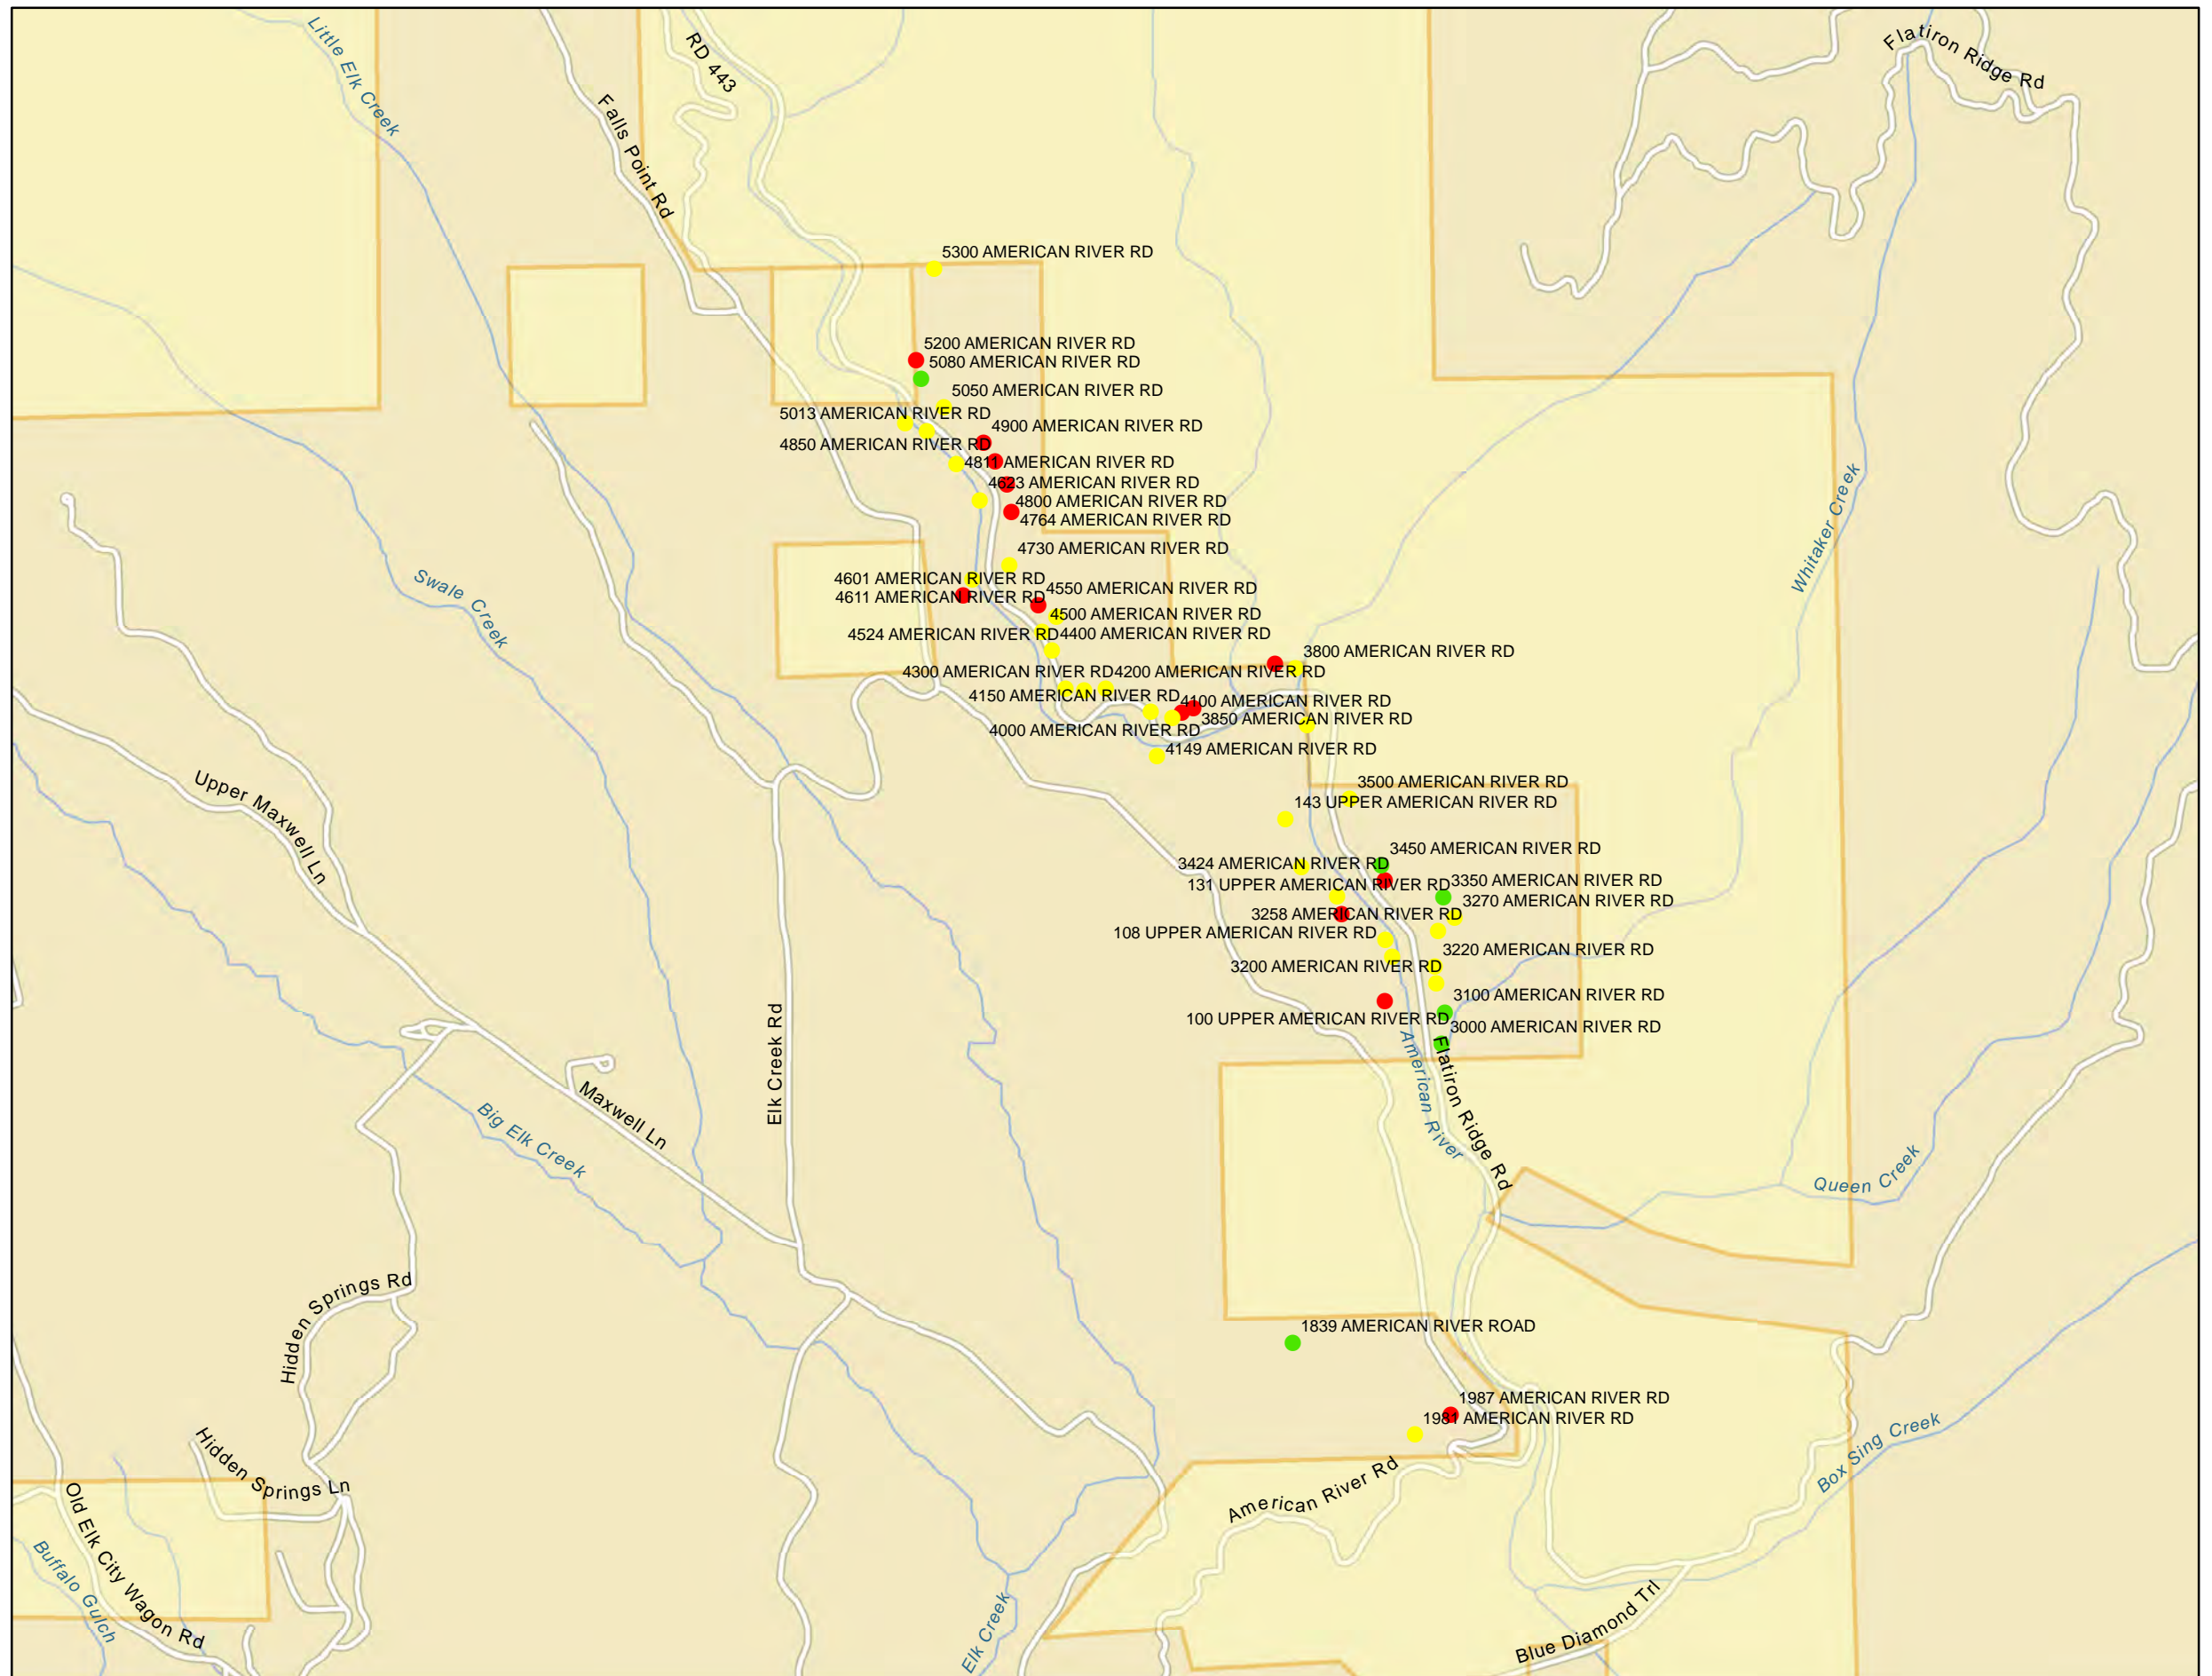 Little Elk Creek
RD 443
Flatiron Ridge Rd
Falls Point Rd
5300 AMERICAN RIVER RD
5200 AMERICAN RIVER RD
5080 AMERICAN RIVER RD
5050 AMERICAN RIVER RD
5013 AMERICAN RIVER RD
4900 AMERICAN RIVER RD
4850 AMERICAN RIVER RD
4811 AMERICAN RIVER RD
4623 AMERICAN RIVER RD
4800 AMERICAN RIVER RD
4764 AMERICAN RIVER RD
Whitaker Creek
4730 AMERICAN RIVER RD
Swale Creek
4601 AMERICAN RIVER RD
4550 AMERICAN RIVER RD
4611 AMERICAN RIVER RD
4500 AMERICAN RIVER RD
4524 AMERICAN RIVER RD
4400 AMERICAN RIVER RD
3800 AMERICAN RIVER RD
4300 AMERICAN RIVER RD
4200 AMERICAN RIVER RD
4150 AMERICAN RIVER RD
4100 AMERICAN RIVER RD
3850 AMERICAN RIVER RD
4000 AMERICAN RIVER RD
4149 AMERICAN RIVER RD
3500 AMERICAN RIVER RD
143 UPPER AMERICAN RIVER RD
Upper Maxwell Ln
3450 AMERICAN RIVER RD
3424 AMERICAN RIVER RD
3350 AMERICAN RIVER RD
131 UPPER AMERICAN RIVER RD
3270 AMERICAN RIVER RD
3258 AMERICAN RIVER RD
108 UPPER AMERICAN RIVER RD
3220 AMERICAN RIVER RD
3200 AMERICAN RIVER RD
3100 AMERICAN RIVER RD
100 UPPER AMERICAN RIVER RD
3000 AMERICAN RIVER RD
Elk Creek Rd
American River
Flatiron Ridge Rd
Maxwell Ln
Big Elk Creek
Queen Creek
Hidden Springs Rd
1839 AMERICAN RIVER ROAD
1987 AMERICAN RIVER RD
1981 AMERICAN RIVER RD
Box Sing Creek
Hidden Springs Ln
American River Rd
Old Elk City Wagon Rd
Buffalo Gulch
Elk Creek
Blue Diamond Trl